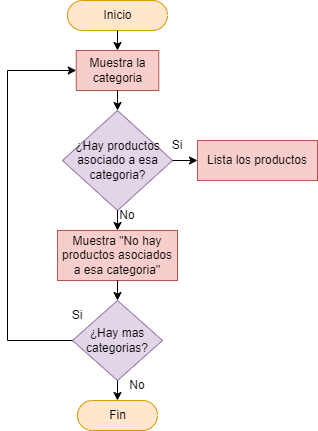 Inicio
Muestra la
categoria
¿Hay productos
asociado a esa
categoria?
Si
Lista los productos
No
Muestra "No hay
productos asociados
a esa categoria"
Si
¿Hay mas
categorias?
No
Fin